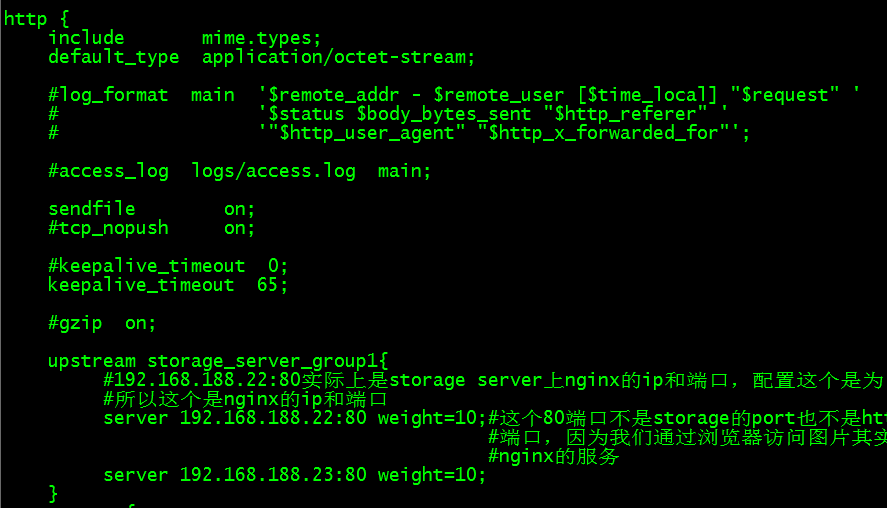 http {
    include       mime.types;
    default_type  application/octet-stream;
    #log_format  main  '$remote_addr - $remote_user [$time_local] "$request" '
    #                  '$status $body_bytes_sent "$http_referer" '
    #                  '"$http_user_agent" "$http_x_forwarded_for"';
    #access_log  logs/access.log  main;
    sendfile        on;
    #tcp_nopush     on;
    #keepalive_timeout  0;
    keepalive_timeout  65;
    #gzip  on;
    upstream storage_server_group1{
         #192.168.188.22:80实际上是storage server上nginx的ip和端口，配置这个是为
         #所以这个是nginx的ip和端口
         server 192.168.188.22:80 weight=10;#这个80端口不是storage的port也不是htt
                                            #端口，因为我们通过浏览器访问图片其实
                                            #nginx的服务
         server 192.168.188.23:80 weight=10;
    }